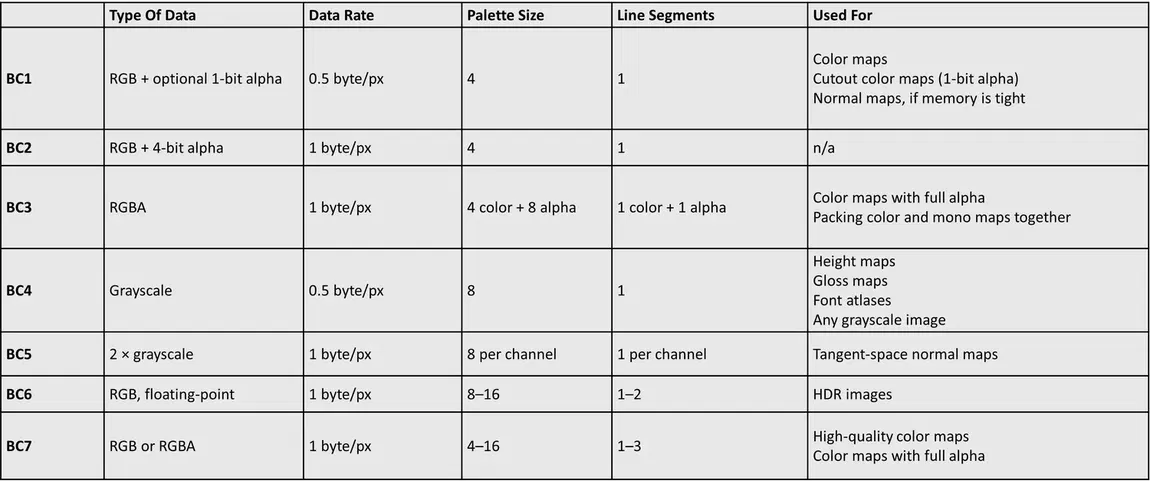 Type Of Data Data Rate Palette Size Line Segments Used For
BC1 RGB + optional 1-bit alpha 0.5 byte/px 4 1 Color maps
Cutout color maps (1-bit alpha)
Normal maps, if memory is tight
BC2 RGB + 4-bit alpha 1 byte/px 4 1 n/a
BC3 RGBA 1 byte/px 4 color + 8 alpha 1 color + 1 alpha Color maps with full alpha
Packing color and mono maps together
BC4 Grayscale 0.5 byte/px 8 1 Height maps
Gloss maps
Font atlases
Any grayscale image
BC5 2 × grayscale 1 byte/px 8 per channel 1 per channel Tangent-space normal maps
BC6 RGB, floating-point 1 byte/px 8–16 1–2 HDR images
BC7 RGB or RGBA 1 byte/px 4–16 1–3 High-quality color maps
Color maps with full alpha